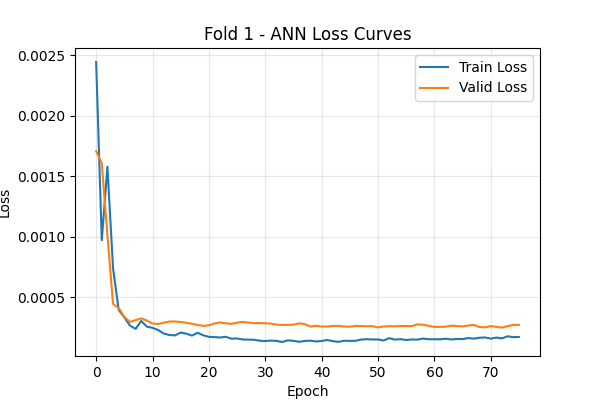 Fold 1 - ANN Loss Curves
Train Loss
Valid Loss
0.0025
0.0020
0.0015
0.0010
0.0005
Loss
0 10 20 30 40 50 60 70
Epoch